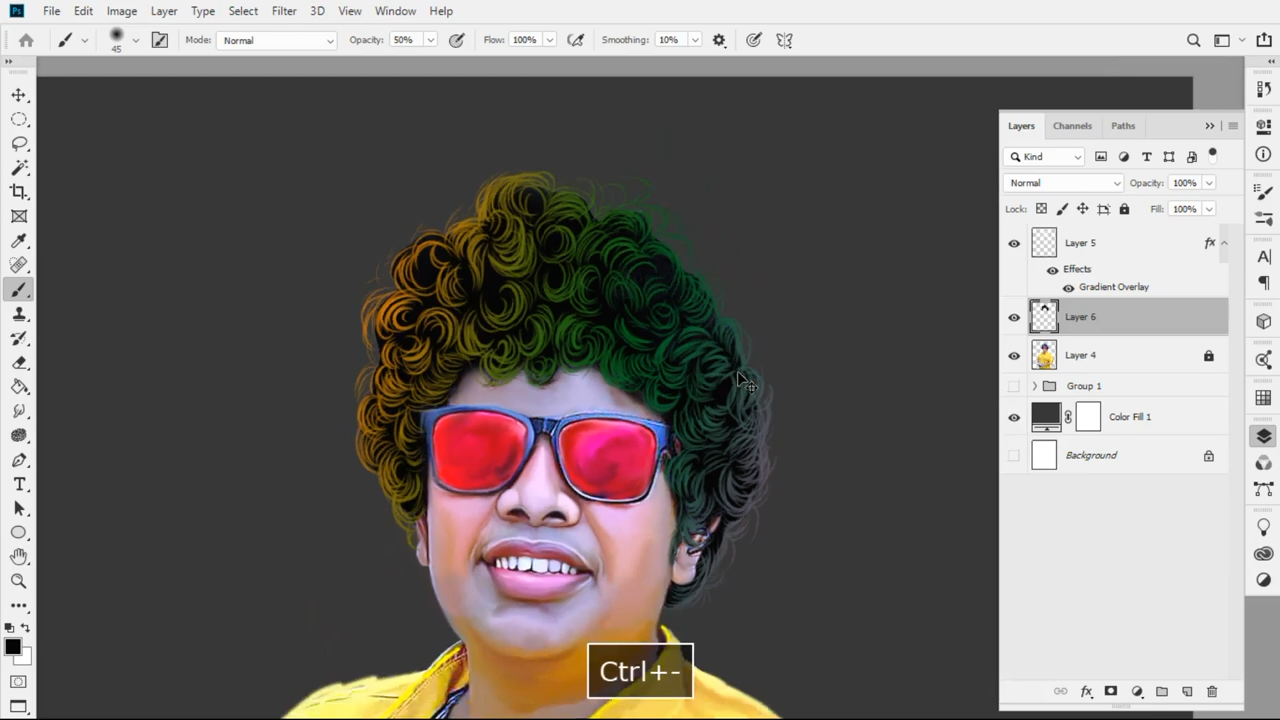 Ps File Edit Image Layer Type Select Filter 3D View Window Help
45 Mode: Normal Opacity: 50% Flow: 100% Smoothing: 10%
Layers Channels Paths
Kind
Normal Opacity: 100%
Lock: Fill: 100%
Layer 5 fx
Effects
Gradient Overlay
Layer 6
Layer 4
Group 1
Color Fill 1
Background
Ctrl+-
fx